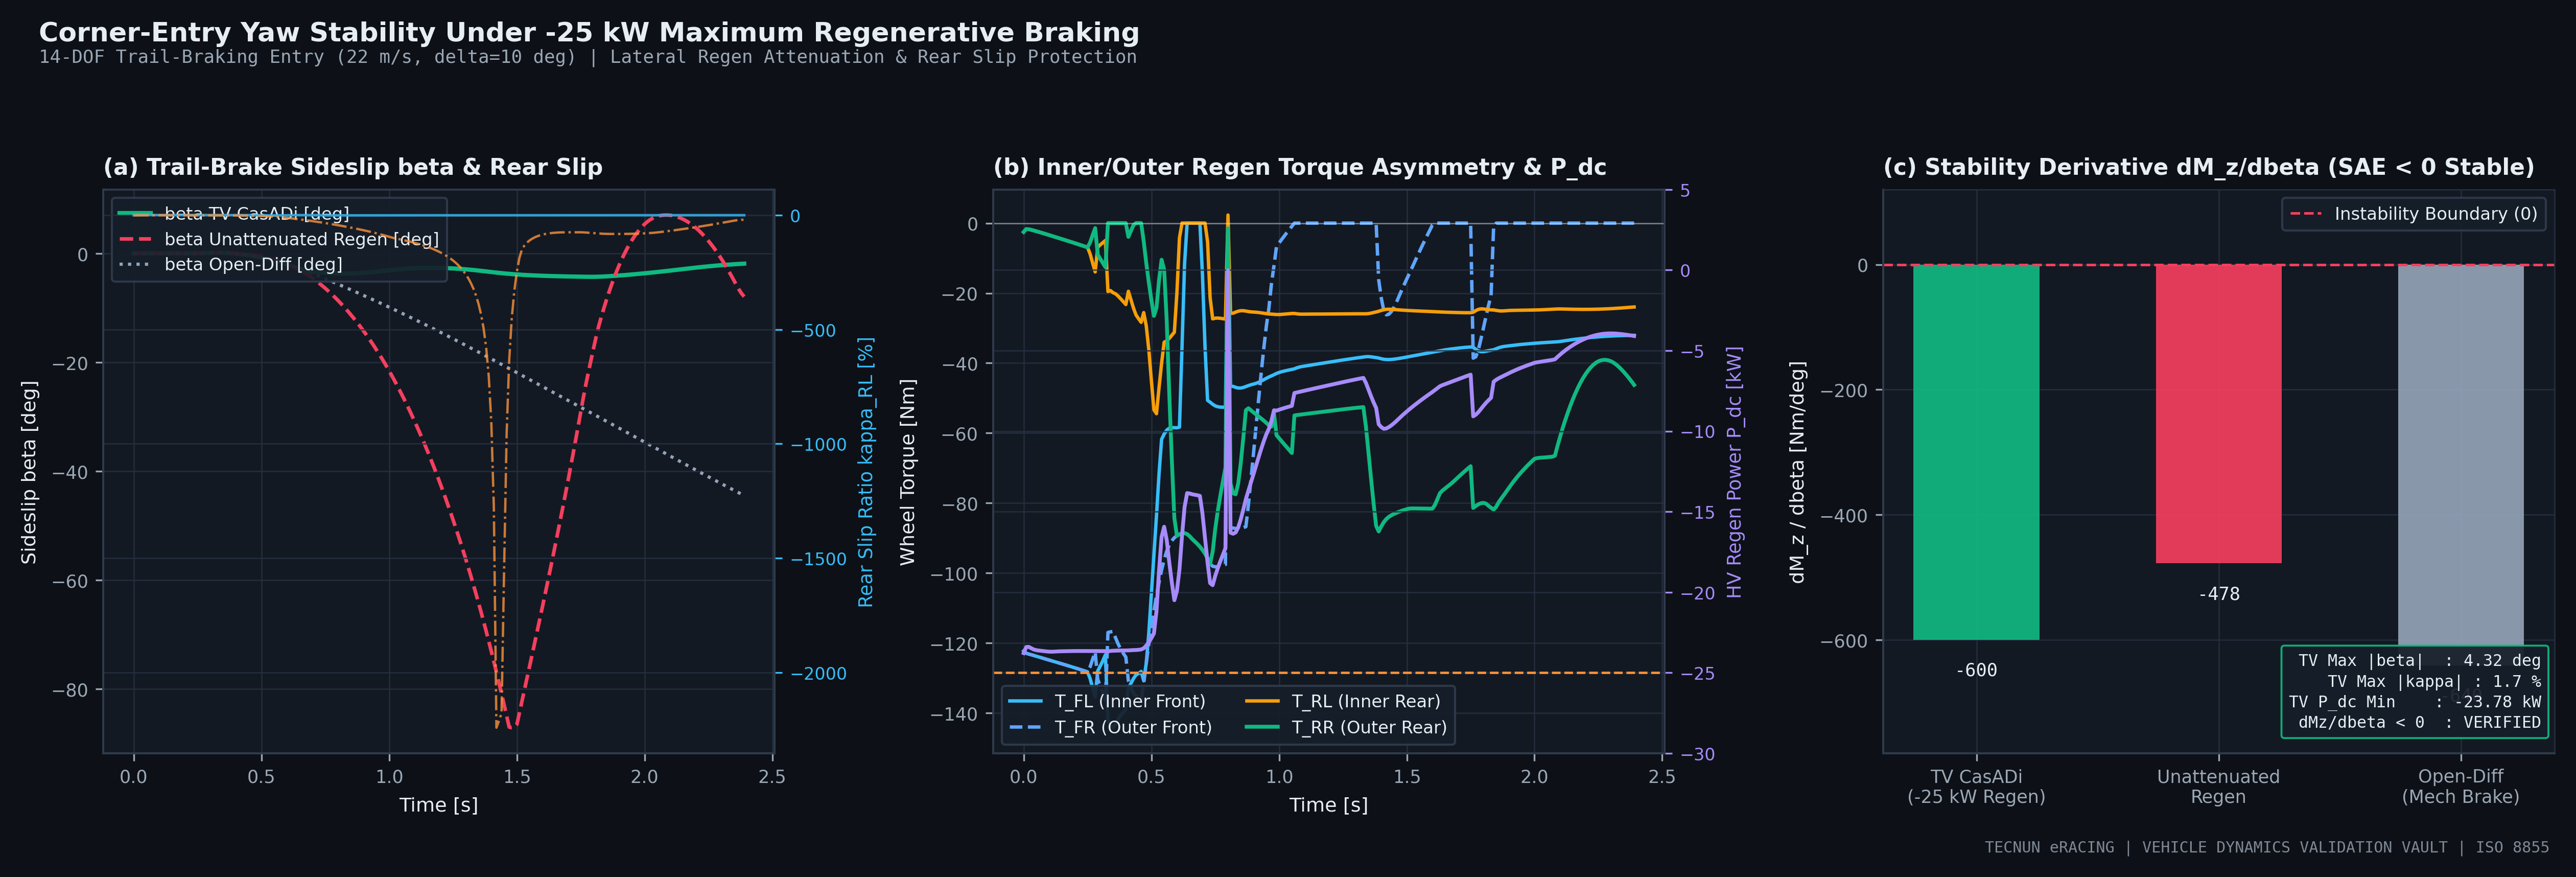 Corner-Entry Yaw Stability Under -25 kW Maximum Regenerative Braking
14-DOF Trail-Braking Entry (22 m/s, delta=10 deg) | Lateral Regen Attenuation & Rear Slip Protection
(a) Trail-Brake Sideslip beta & Rear Slip
beta TV CasADi [deg]
beta Unattenuated Regen [deg]
beta Open-Diff [deg]
Sideslip beta [deg]
0
−20
−40
−60
−80
0
−500
−1000
−1500
−2000
Rear Slip Ratio kappa_RL [%]
0.0 0.5 1.0 1.5 2.0 2.5
Time [s]
(b) Inner/Outer Regen Torque Asymmetry & P_dc
Wheel Torque [Nm]
0
−20
−40
−60
−80
−100
−120
−140
5
0
−5
−10
−15
−20
−25
−30
HV Regen Power P_dc [kW]
T_FL (Inner Front) T_RL (Inner Rear)
T_FR (Outer Front) T_RR (Outer Rear)
0.0 0.5 1.0 1.5 2.0 2.5
Time [s]
(c) Stability Derivative dM_z/dbeta (SAE < 0 Stable)
Instability Boundary (0)
dM_z / dbeta [Nm/deg]
0
−200
−400
−600
-600
-478
TV Max |beta| : 4.32 deg
TV Max |kappa| : 1.7 %
TV P_dc Min : -23.78 kW
dMz/dbeta < 0 : VERIFIED
TV CasADi
(-25 kW Regen)
Unattenuated
Regen
Open-Diff
(Mech Brake)
TECNUN eRACING | VEHICLE DYNAMICS VALIDATION VAULT | ISO 8855